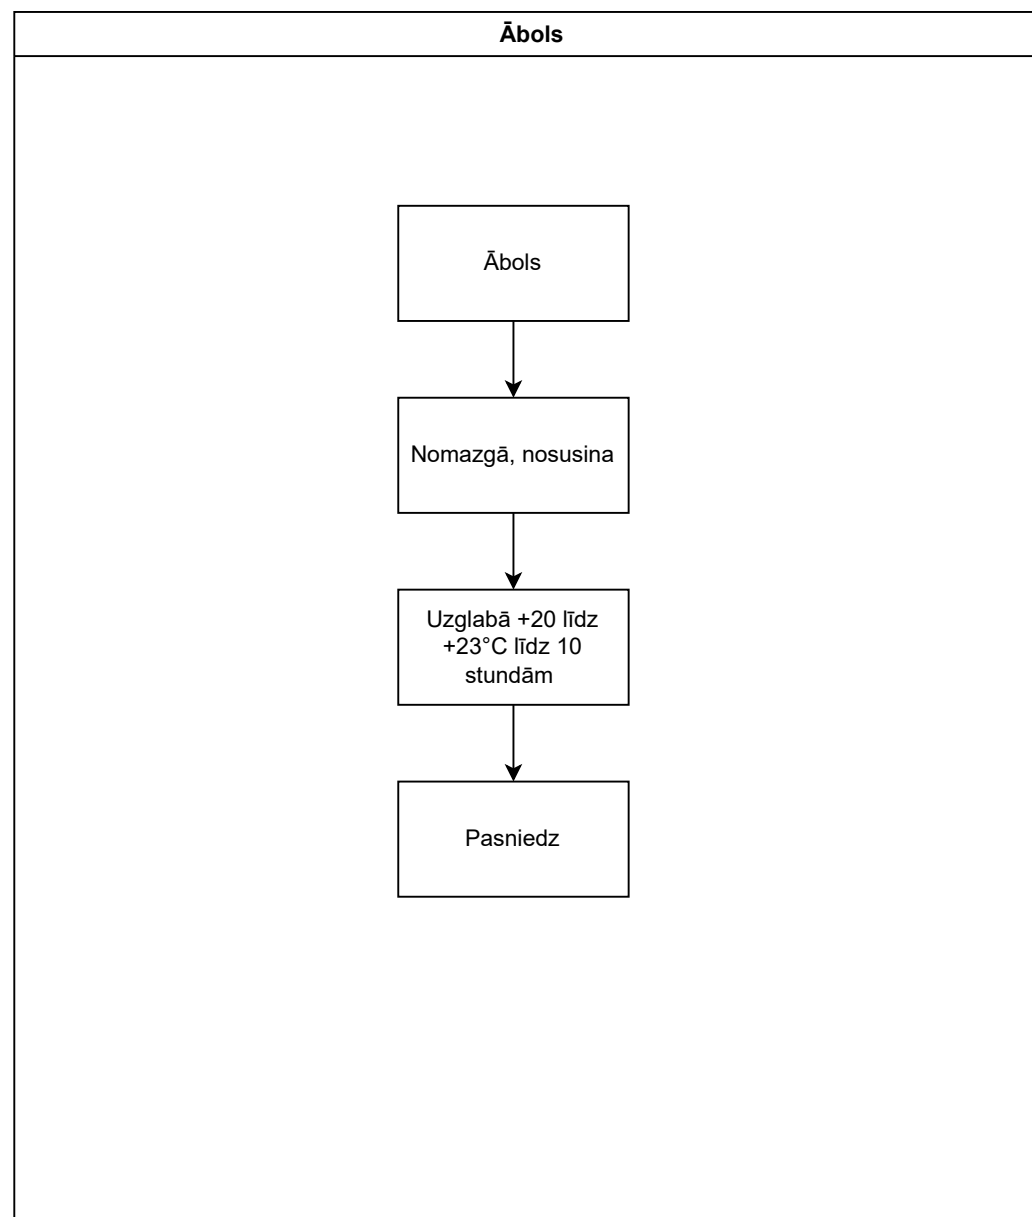 Ābols
Ābols
Nomazgā, nosusina
Uzglabā +20 līdz
+23°C līdz 10
stundām
Pasniedz